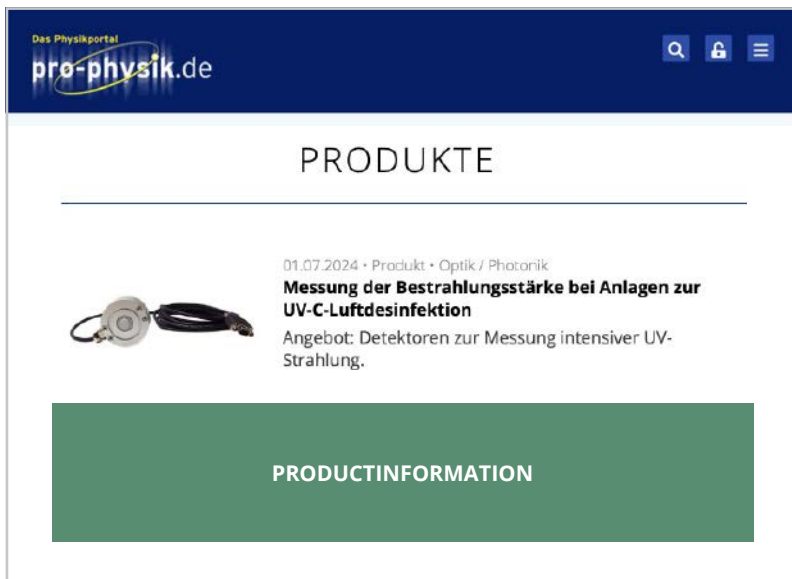 Das Physikportal
pro-physik.de
PRODUKTE
01.07.2024 • Produkt • Optik / Photonik
Messung der Bestrahlungsstärke bei Anlagen zur
UV-C-Luftdesinfektion
Angebot: Detektoren zur Messung intensiver UV-
Strahlung.
PRODUCTINFORMATION